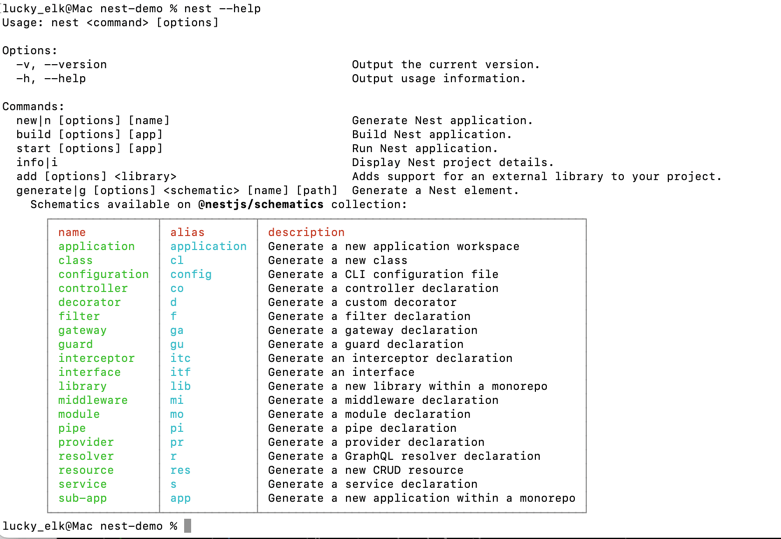 lucky_elk@Mac nest-demo % nest --help
Usage: nest <command> [options]
Options:
-v, --version Output the current version.
-h, --help Output usage information.
Commands:
new|n [options] [name] Generate Nest application.
build [options] [app] Build Nest application.
start [options] [app] Run Nest application.
info|i Display Nest project details.
add [options] <library> Adds support for an external library to your project.
generate|g [options] <schematic> [name] [path] Generate a Nest element.
Schematics available on @nestjs/schematics collection:
name alias description
application application Generate a new application workspace
class cl Generate a new class
configuration config Generate a CLI configuration file
controller co Generate a controller declaration
decorator d Generate a custom decorator
filter f Generate a filter declaration
gateway ga Generate a gateway declaration
guard gu Generate a guard declaration
interceptor itc Generate an interceptor declaration
interface itf Generate an interface
library lib Generate a new library within a monorepo
middleware mi Generate a middleware declaration
module mo Generate a module declaration
pipe pi Generate a pipe declaration
provider pr Generate a provider declaration
resolver r Generate a GraphQL resolver declaration
resource res Generate a new CRUD resource
service s Generate a service declaration
sub-app app Generate a new application within a monorepo
lucky_elk@Mac nest-demo %